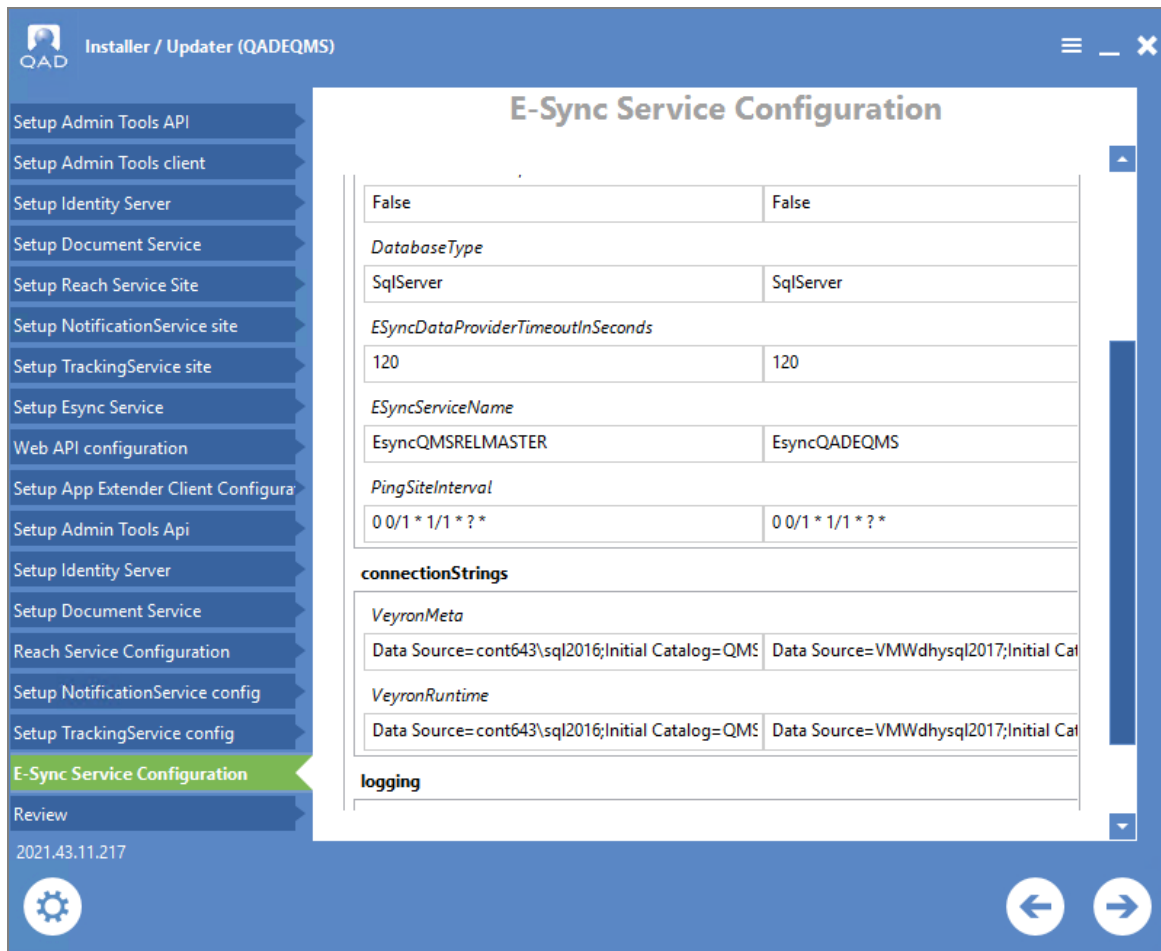 QAD
Installer / Updater (QADEQMS)
Setup Admin Tools API
Setup Admin Tools client
Setup Identity Server
Setup Document Service
Setup Reach Service Site
Setup NotificationService site
Setup TrackingService site
Setup Esync Service
Web API configuration
Setup App Extender Client Configura
Setup Admin Tools Api
Setup Identity Server
Setup Document Service
Reach Service Configuration
Setup NotificationService config
Setup TrackingService config
E-Sync Service Configuration
Review
2021.43.11.217
E-Sync Service Configuration
False False
DatabaseType
SqlServer SqlServer
ESyncDataProviderTimeoutInSeconds
120 120
ESyncServiceName
EsyncQMSRELMASTER EsyncQADEQMS
PingSiteInterval
0 0/1 * 1/1 * ? * 0 0/1 * 1/1 * ? *
connectionStrings
VeyronMeta
Data Source=cont643\sql2016;Initial Catalog=QMS Data Source=VMWdhysql2017;Initial Cat
VeyronRuntime
Data Source=cont643\sql2016;Initial Catalog=QMS Data Source=VMWdhysql2017;Initial Cat
logging